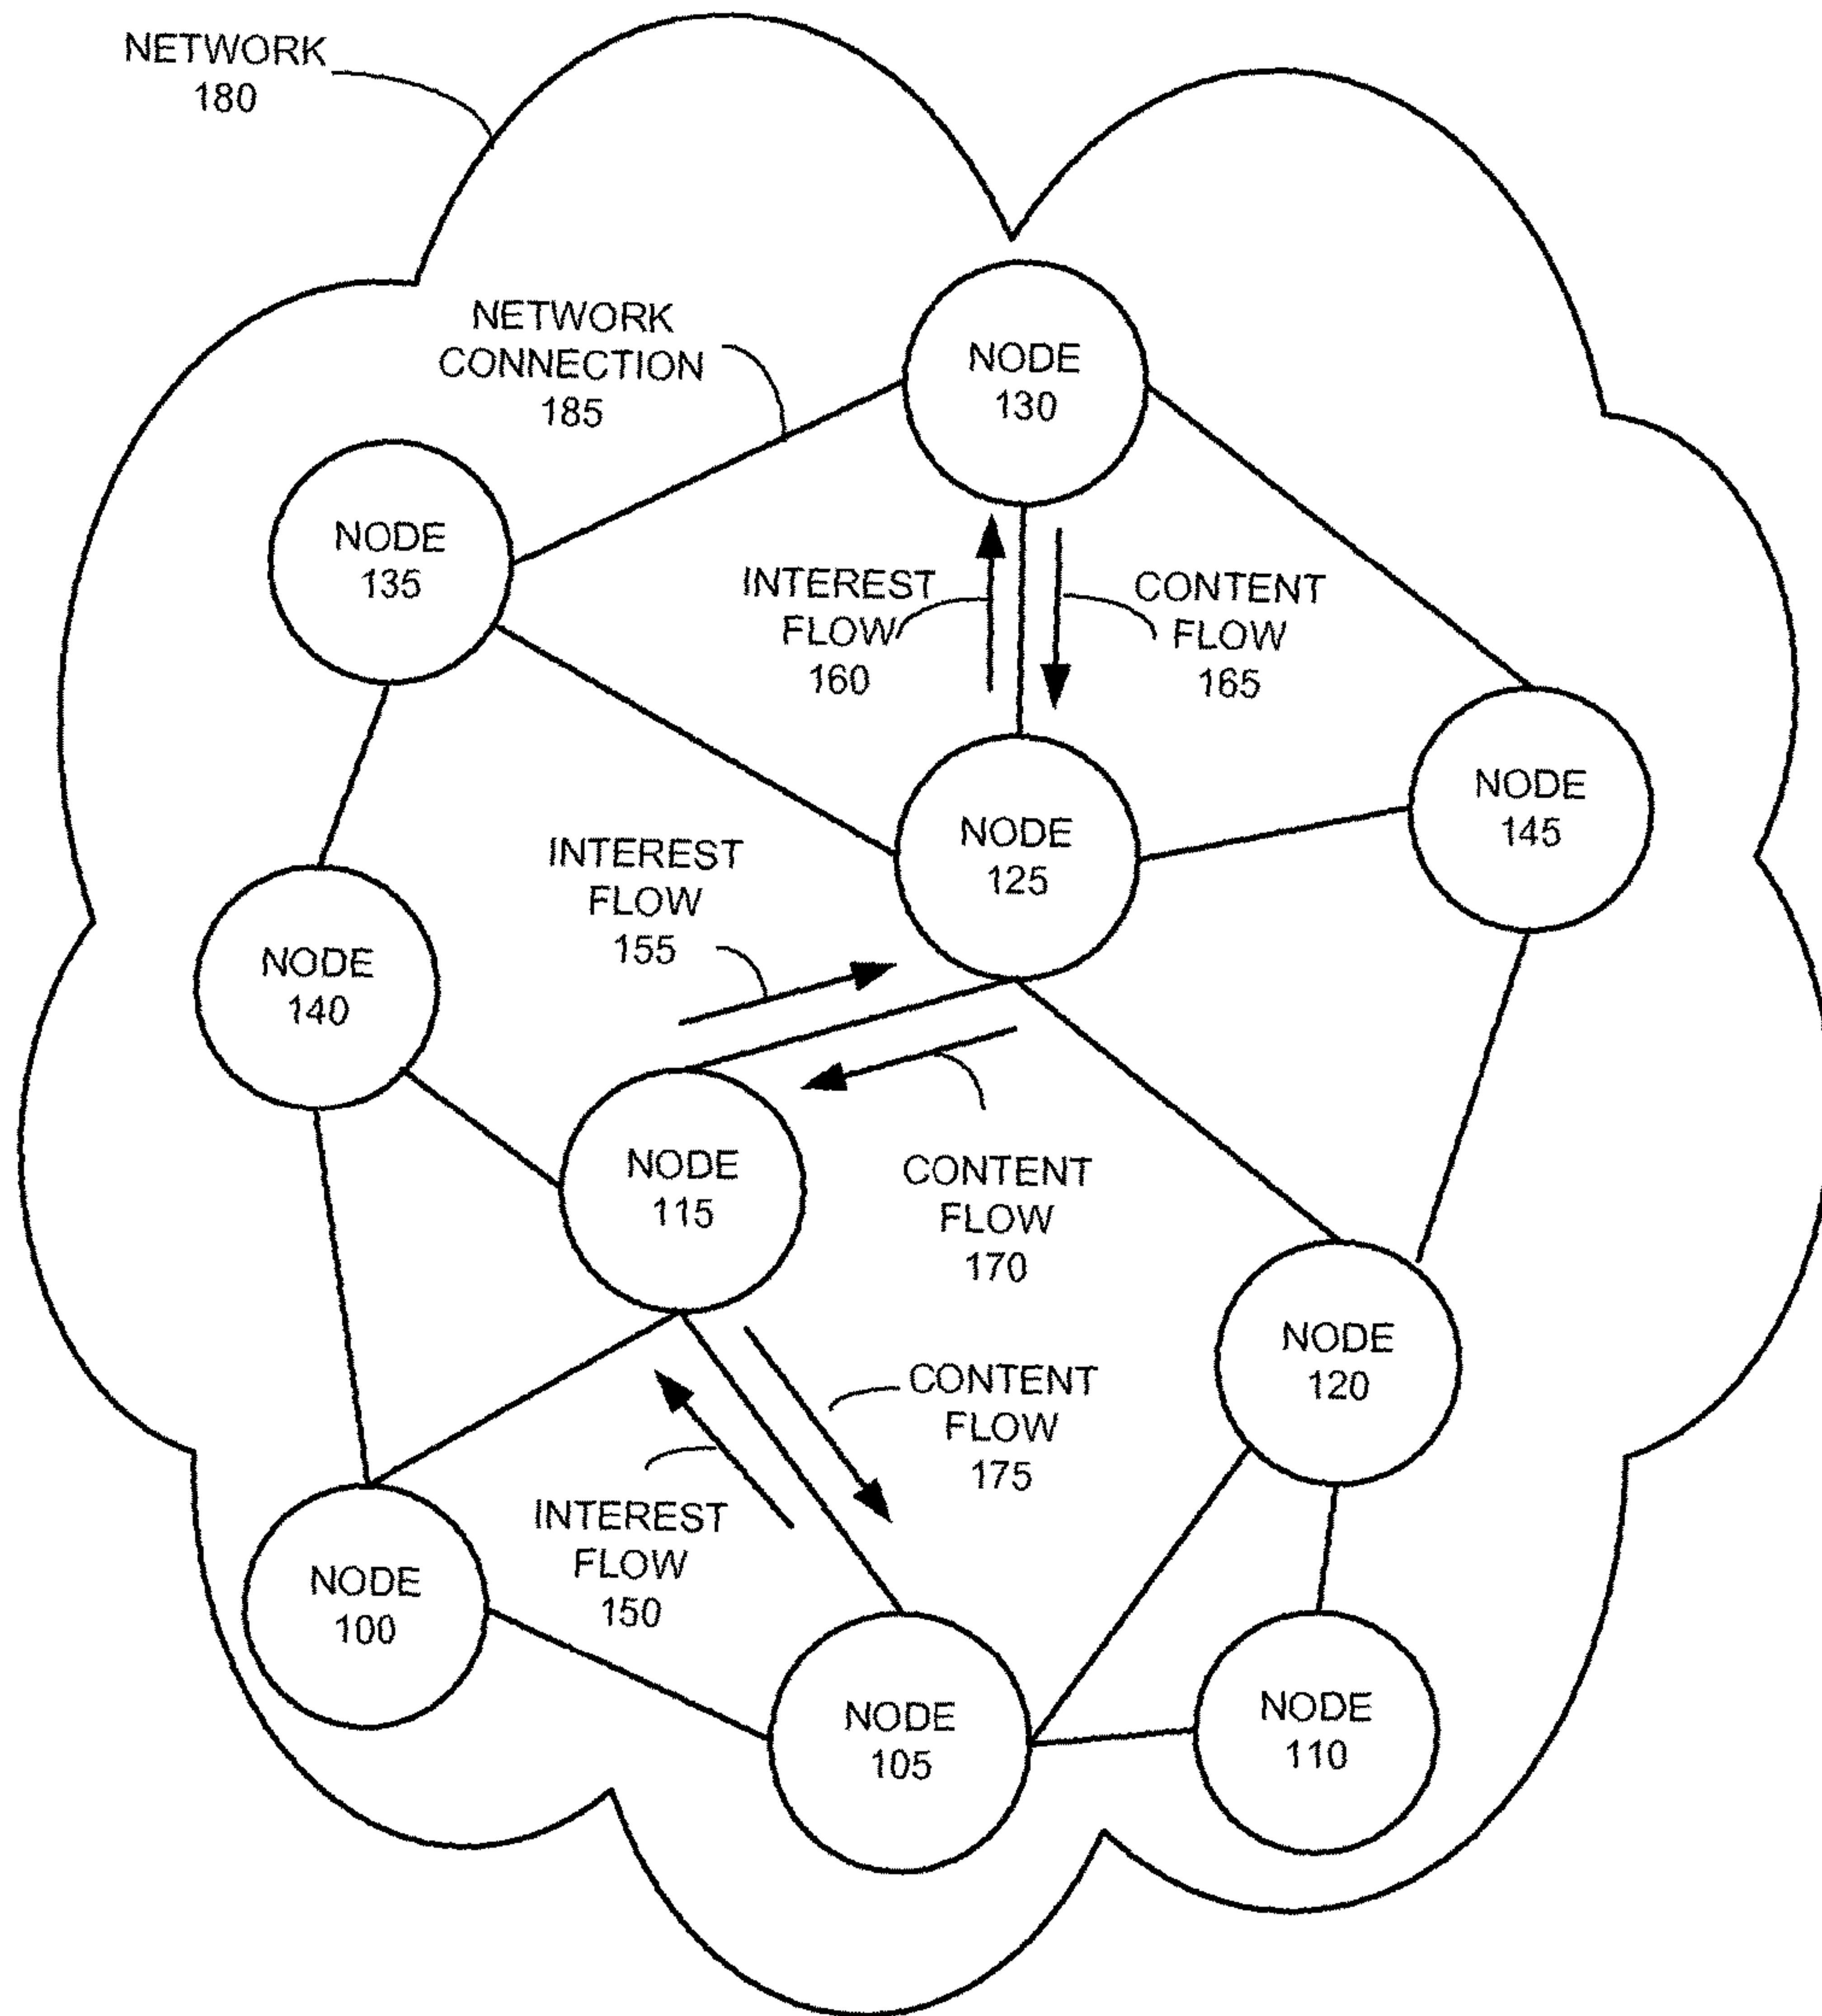 NETWORK
180
NETWORK
CONNECTION
185
NODE
130
NODE
135
INTEREST
FLOW
160
CONTENT
FLOW
165
NODE
145
NODE
125
INTEREST
FLOW
155
NODE
140
NODE
115
CONTENT
FLOW
170
NODE
120
CONTENT
FLOW
175
INTEREST
FLOW
150
NODE
100
NODE
105
NODE
110